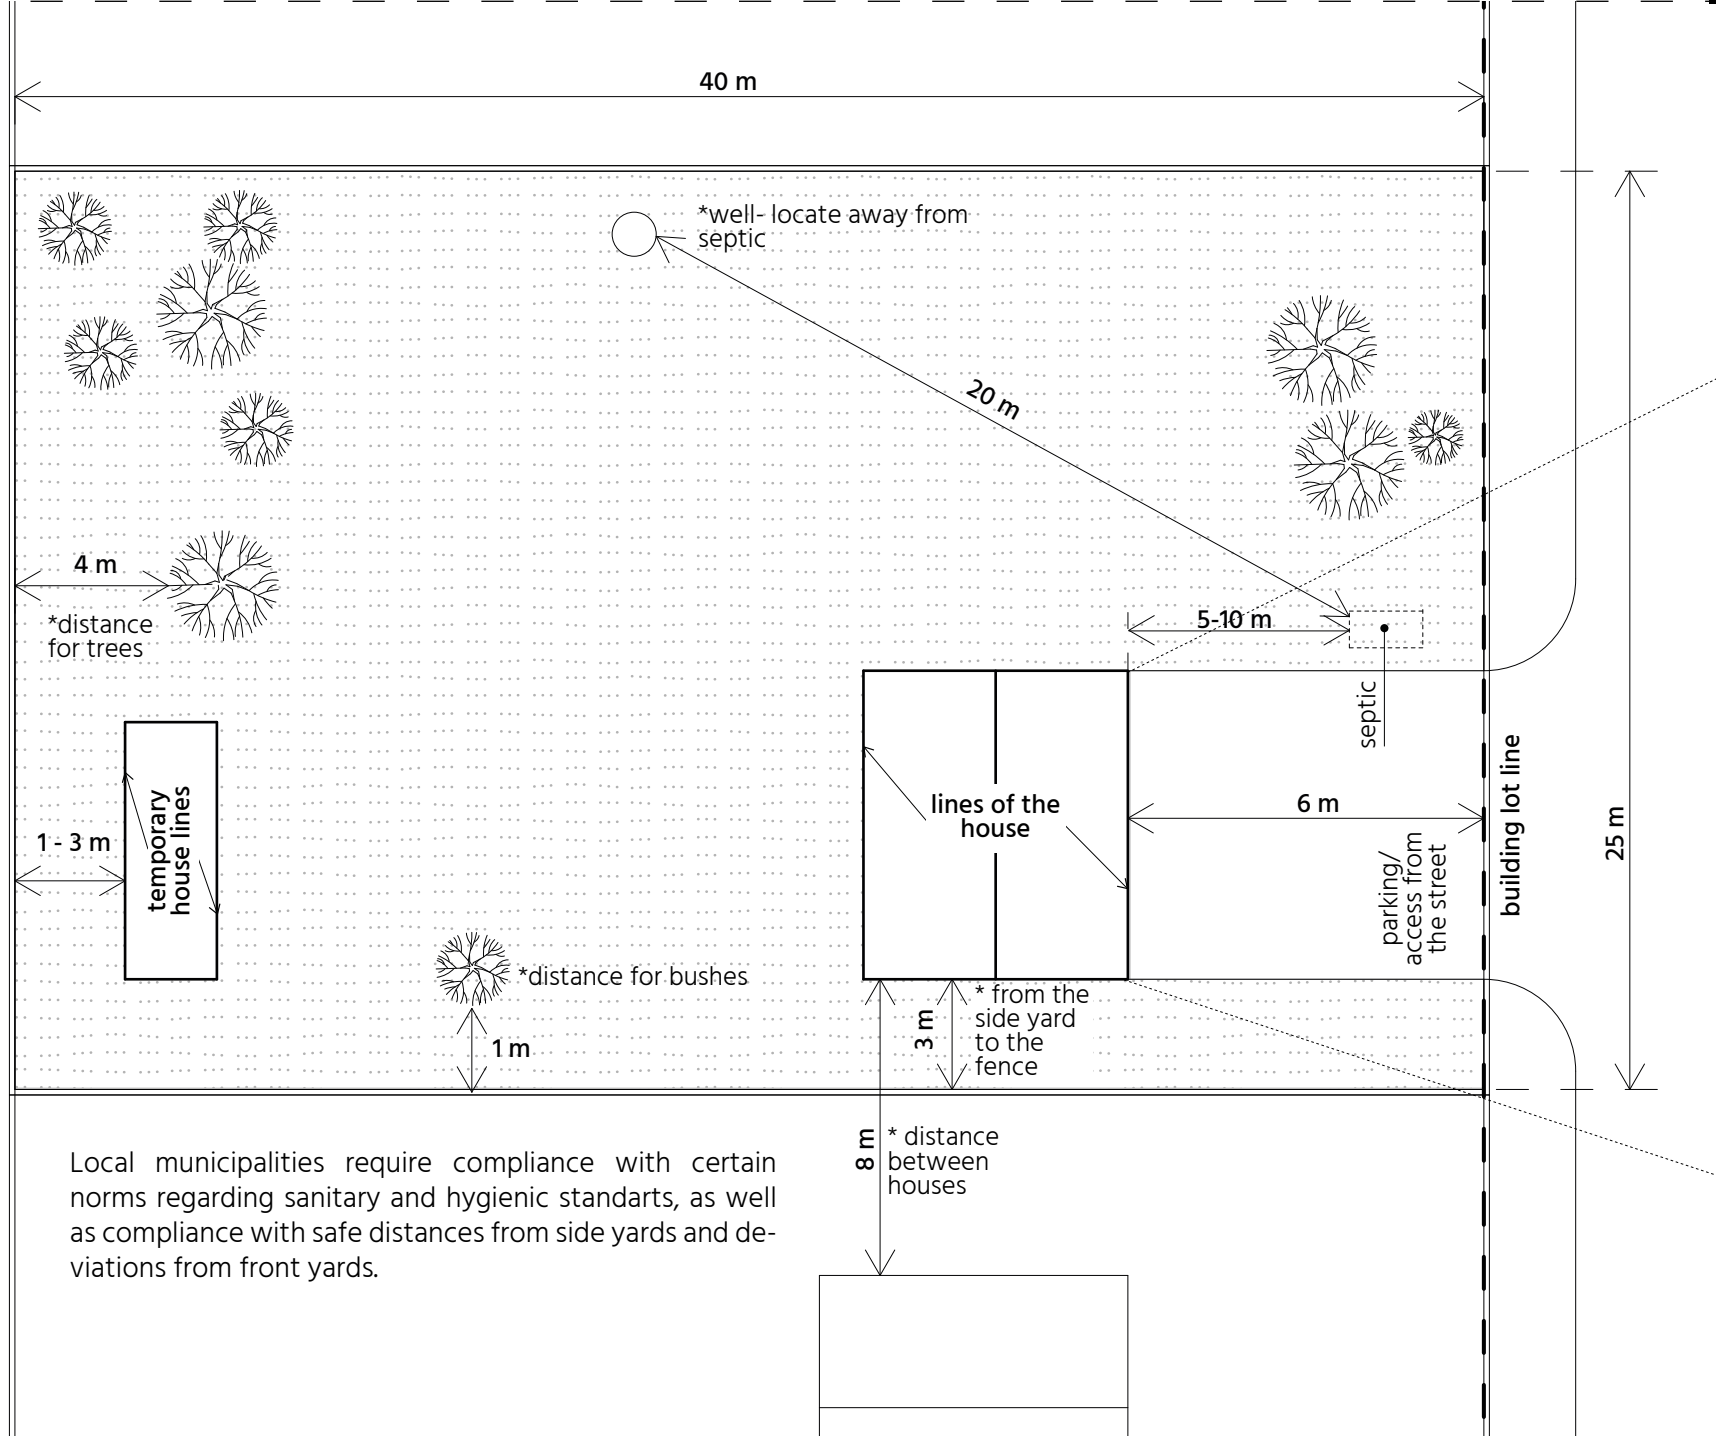 40 m
*well- locate away from
septic
20 m
4 m
*distance
for trees
5-10 m
septic
temporary
house lines
1 - 3 m
lines of the
house
6 m
building lot line
25 m
parking/
access from
the street
*distance for bushes
1 m
3 m
* from the
side yard
to the
fence
8 m
* distance
between
houses
Local municipalities require compliance with certain
norms regarding sanitary and hygienic standarts, as well
as compliance with safe distances from side yards and de-
viations from front yards.